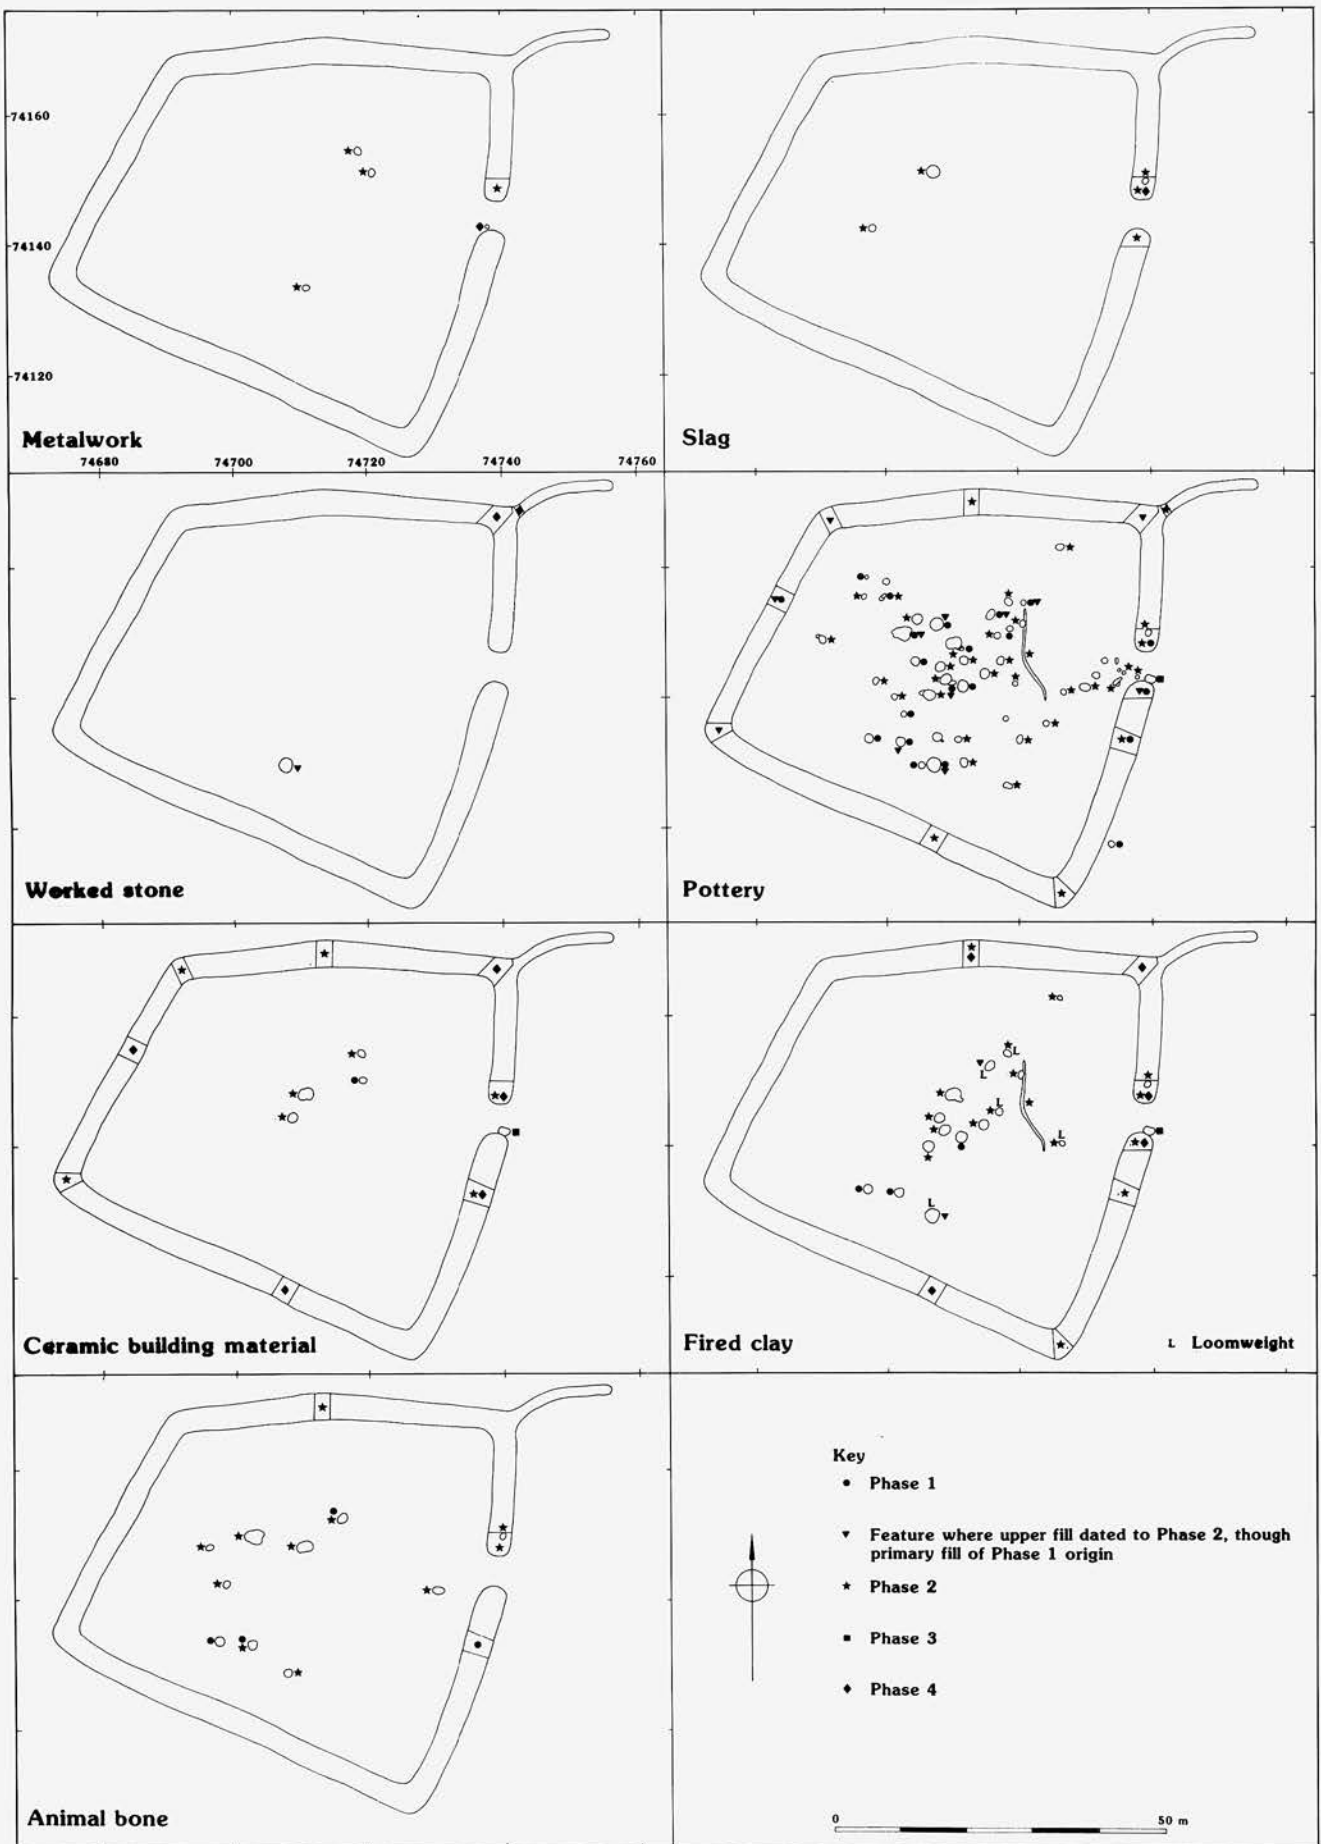 74160
74140
74120
Metalwork
Slag
74680 74700 74720 74740 74760
Worked stone
Pottery
L
L
L
L
L
Ceramic building material
Fired clay
L Loomweight
Key
Phase 1
Feature where upper fill dated to Phase 2, though
primary fill of Phase 1 origin
Phase 2
Phase 3
Phase 4
Animal bone
0 50 m